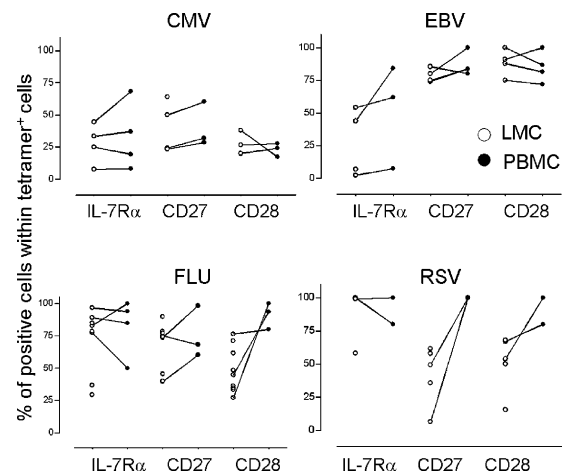 CMV
EBV
% of positive cells within tetramer+ cells
100
75
50
25
0
IL-7Rα CD27 CD28
100
75
50
25
0
IL-7Rα CD27 CD28
LMC
PBMC
FLU
RSV
100
75
50
25
0
IL-7Rα CD27 CD28
100
75
50
25
0
IL-7Rα CD27 CD28